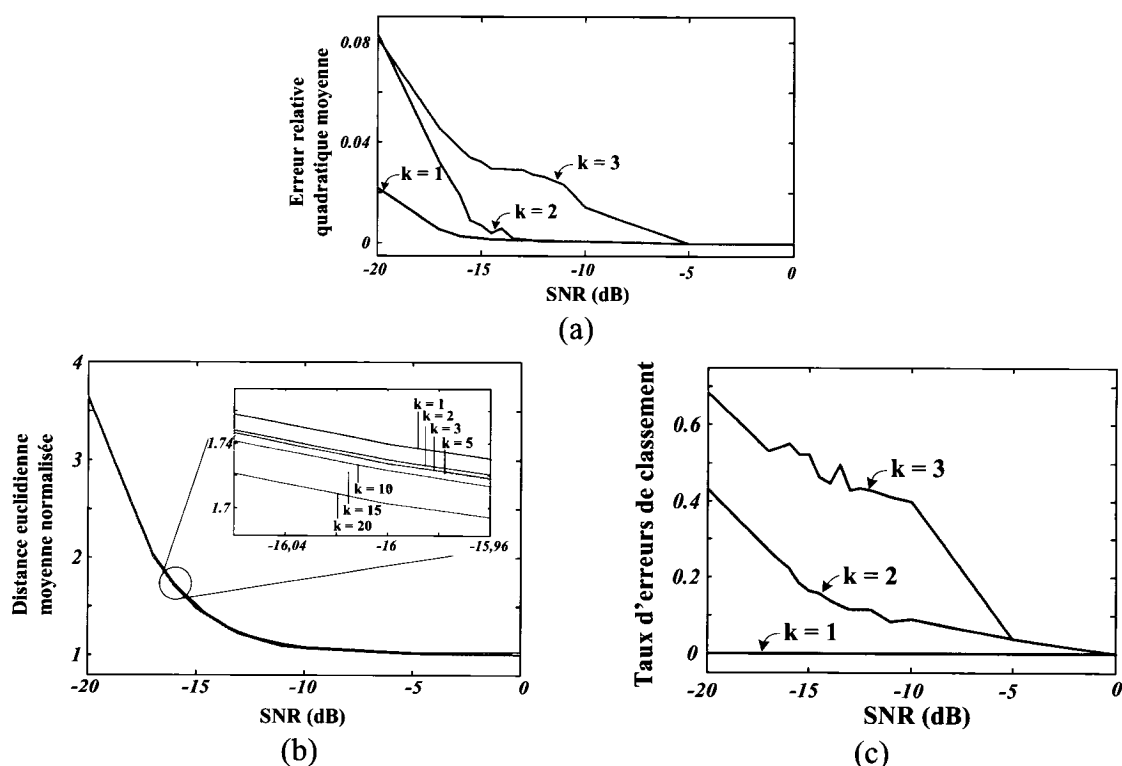 Erreur relative
quadratique moyenne
0.08
0.04
0
k = 1
k = 2
k = 3
-20
-15
-10
-5
0
SNR (dB)
(a)
Distance euclidienne
moyenne normalisée
4
3
2
1
1.74
1.7
k = 1
k = 2
k = 3
k = 5
k = 10
k = 15
k = 20
-16,04
-16
-15,96
-20
-15
-10
-5
0
SNR (dB)
(b)
Taux d'erreurs de classement
0.6
0.4
0.2
0
k = 3
k = 2
k = 1
-20
-15
-10
-5
0
SNR (dB)
(c)